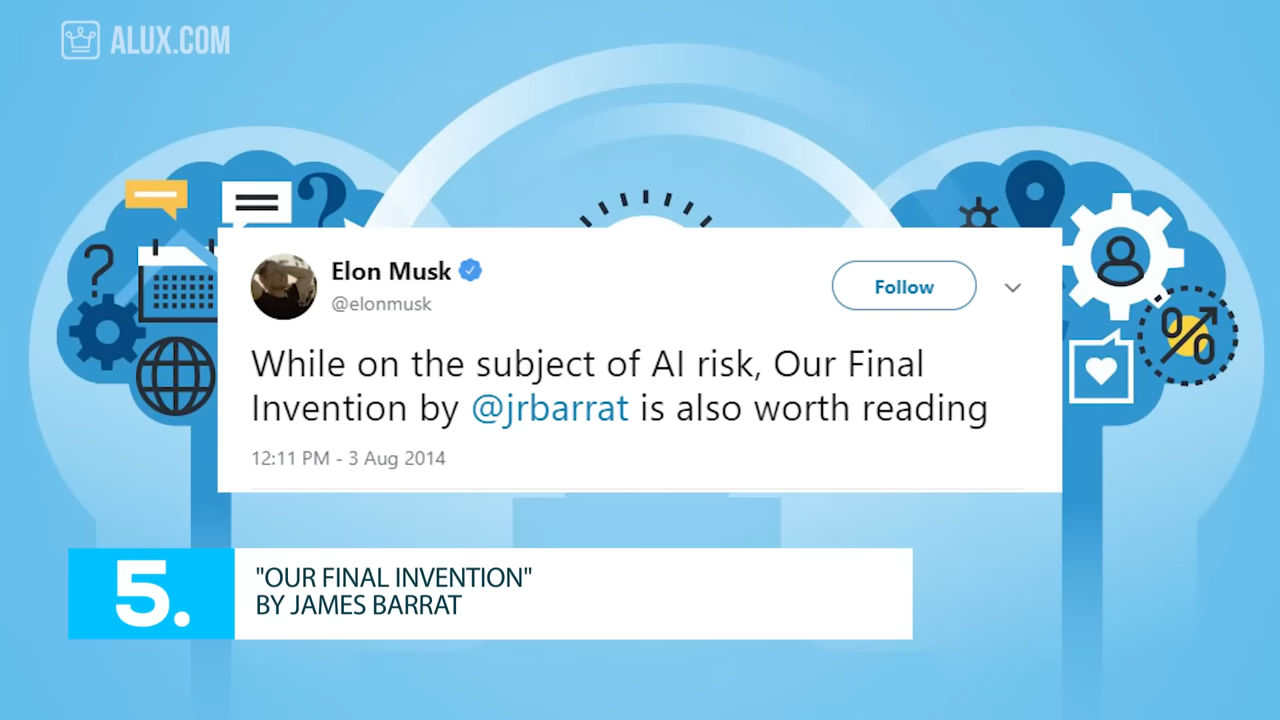 ALUX.COM
Elon Musk
@elonmusk
Follow
While on the subject of AI risk, Our Final
Invention by @jrbarrat is also worth reading
12:11 PM - 3 Aug 2014
5.
"OUR FINAL INVENTION"
BY JAMES BARRAT